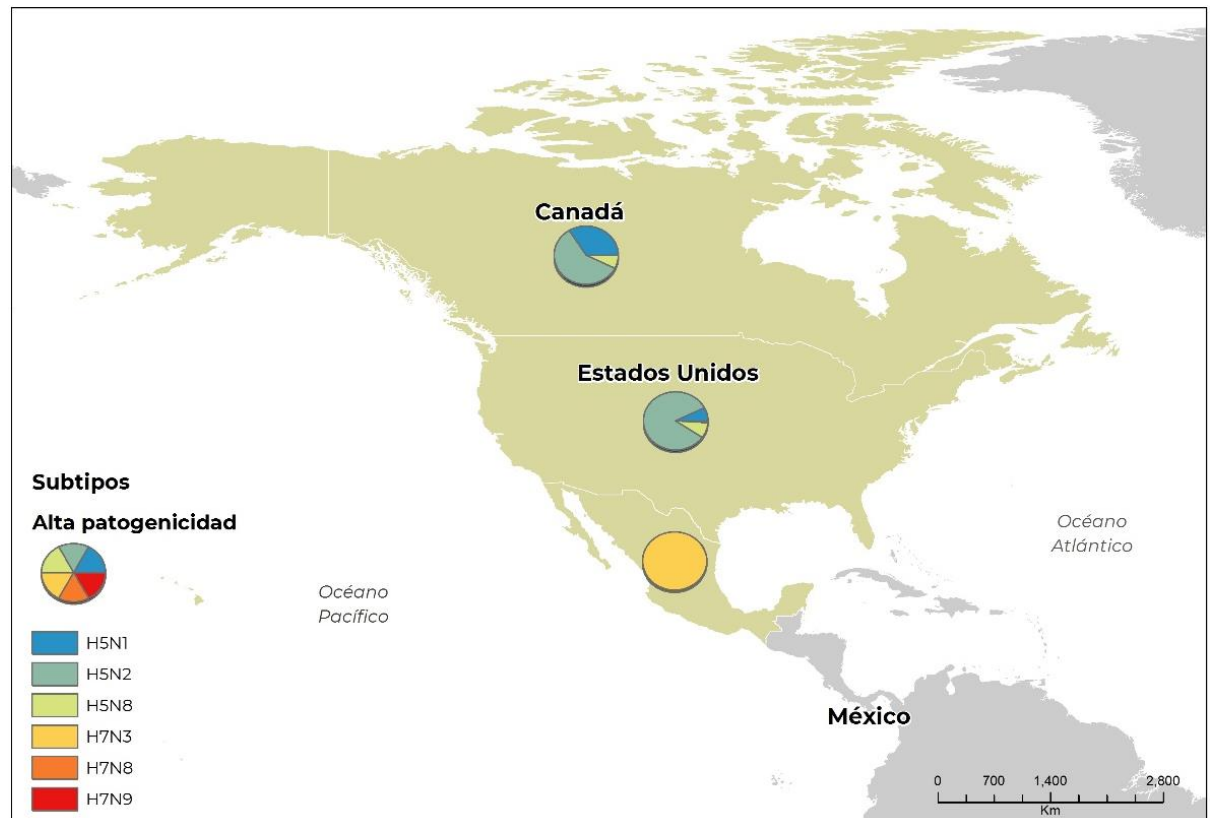 Canadá
Estados Unidos
Subtipos
Alta patogenicidad
Océano
Atlántico
Océano
Pacífico
H5N1
H5N2
H5N8
H7N3
H7N8
H7N9
México
0 700 1,400 2,800
Km